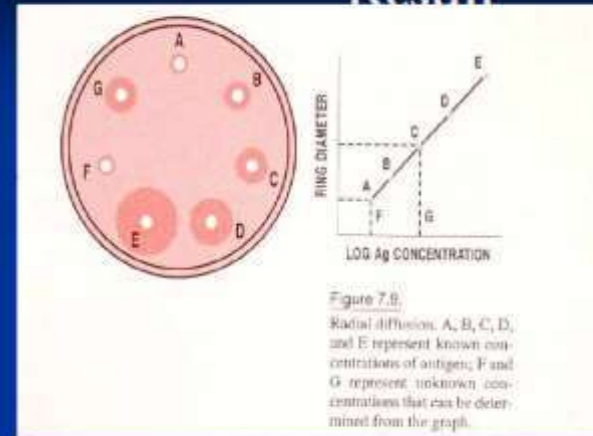 Result
A
G
B
F
C
E
D
RING DIAMETER
E
D
C
B
A
F
G
LOG Ag CONCENTRATION
Figure 7.9.
Radial diffusion. A, B, C, D,
and E represent known con-
centrations of antigen; F and
G represent unknown con-
centrations that can be deter-
mined from the graph.